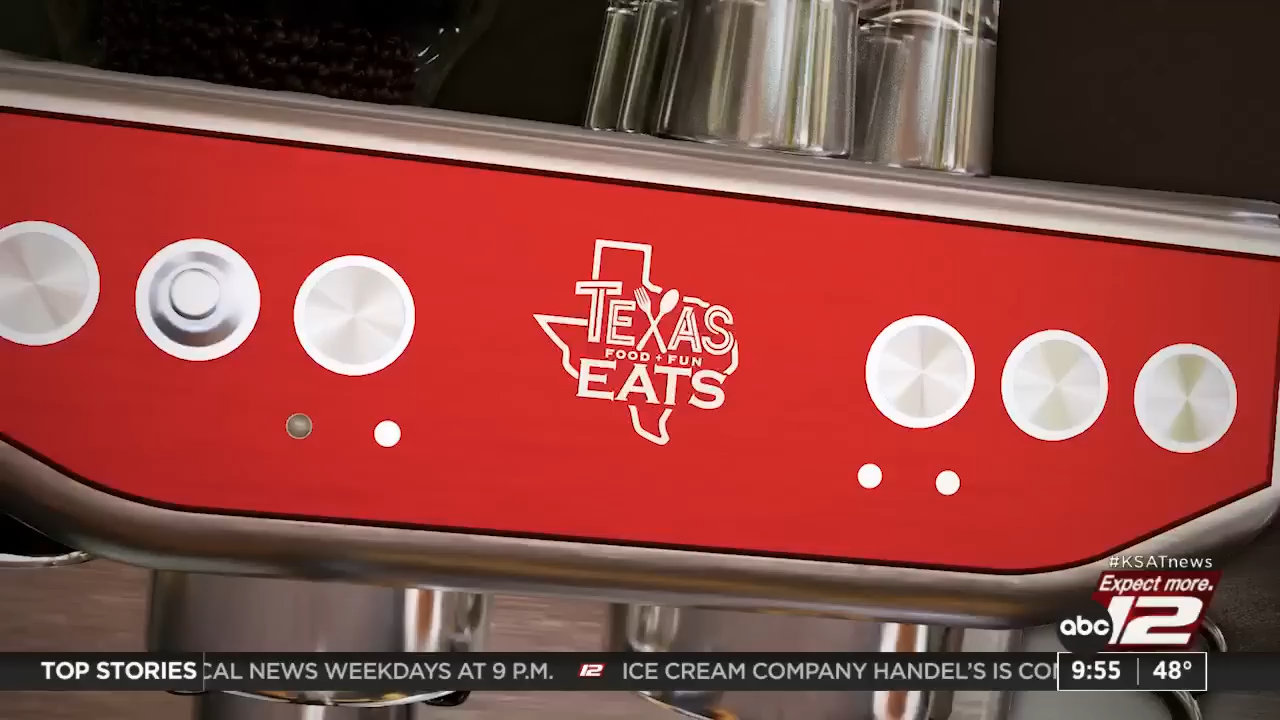 TEXAS
FOOD + FUN
EATS
#KSATnews
Expect more.
abc 12
TOP STORIES
CAL NEWS WEEKDAYS AT 9 P.M. 12 ICE CREAM COMPANY HANDEL'S IS
9:55 48°